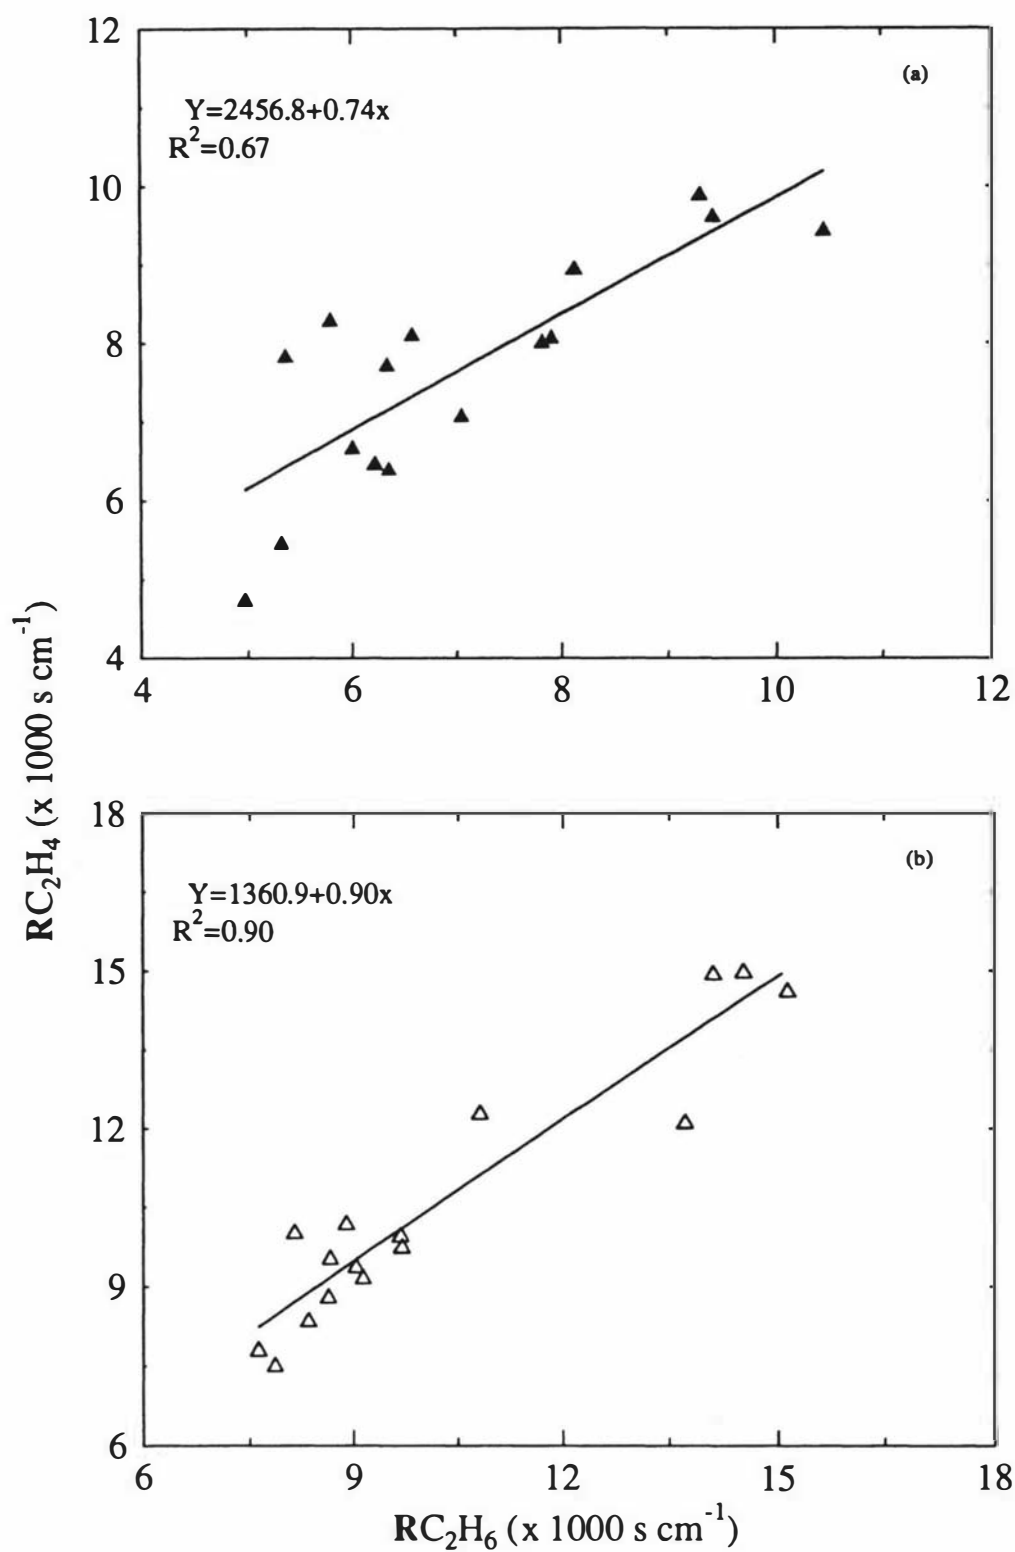 12
(a)
Y=2456.8+0.74x
R²=0.67
10
8
6
4
4 6 8 10 12
RC₂H₄ (x 1000 s cm⁻¹)
18
(b)
Y=1360.9+0.90x
R²=0.90
15
12
9
6
6 9 12 15 18
RC₂H₆ (x 1000 s cm⁻¹)